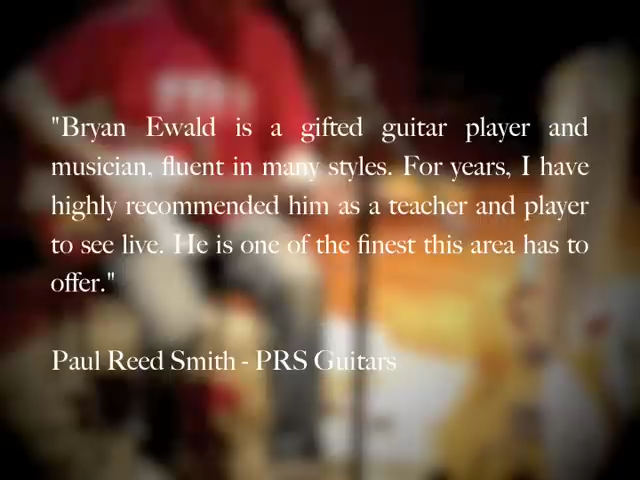 "Bryan Ewald is a gifted guitar player and
musician, fluent in many styles. For years, I have
highly recommended him as a teacher and player
to see live. He is one of the finest this area has to
offer."
Paul Reed Smith - PRS Guitars